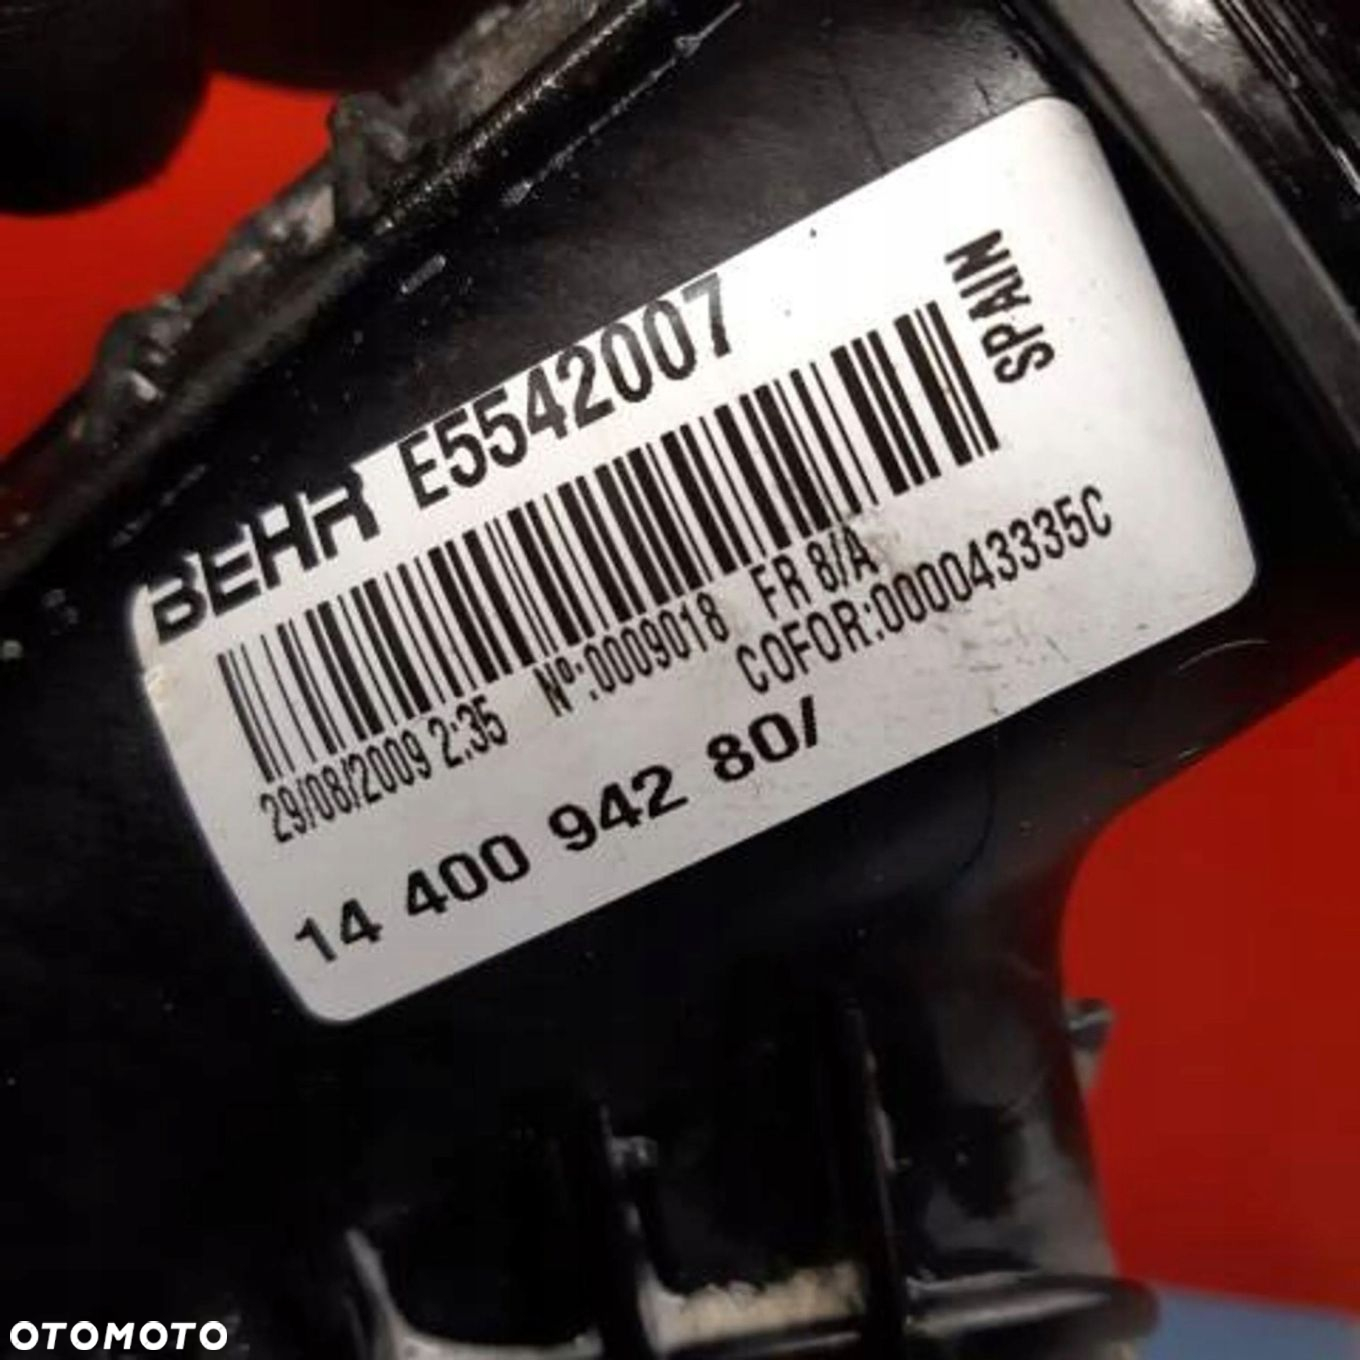 BEHR E5542007
SPAIN
29/08/2009 2:35 Nº:0009018 FR 8/A
COFOR:000043335C
14 400 942 80/
OTOMOTO